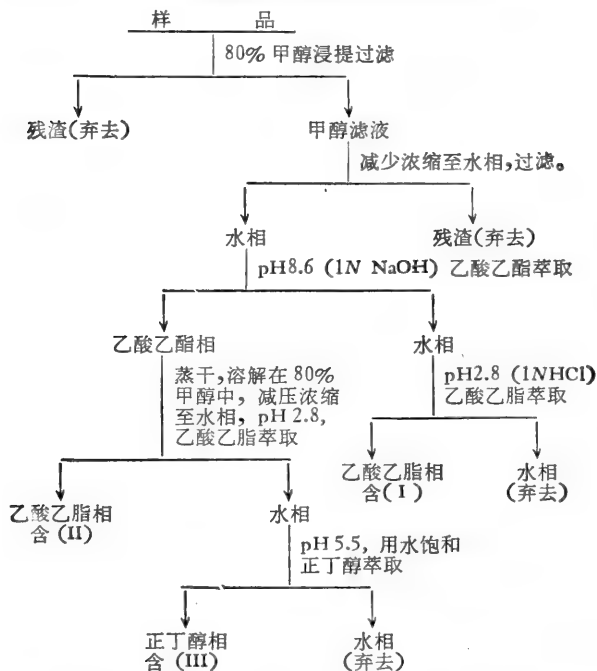 样 品
80% 甲醇浸提过滤
残渣(弃去)
甲醇滤液
减少浓缩至水相,过滤。
水相
残渣(弃去)
pH8.6 (1N NaOH) 乙酸乙酯萃取
乙酸乙脂相
水相
蒸干,溶解在 80%
甲醇中, 减压浓缩
至水相, pH 2.8,
乙酸乙脂萃取
pH2.8 (1NHCl)
乙酸乙脂萃取
乙酸乙脂相
含(I)
水相
(弃去)
乙酸乙脂相
含 (II)
水相
pH 5.5, 用水饱和
正丁醇萃取
正丁醇相
含 (III)
水相
(弃去)